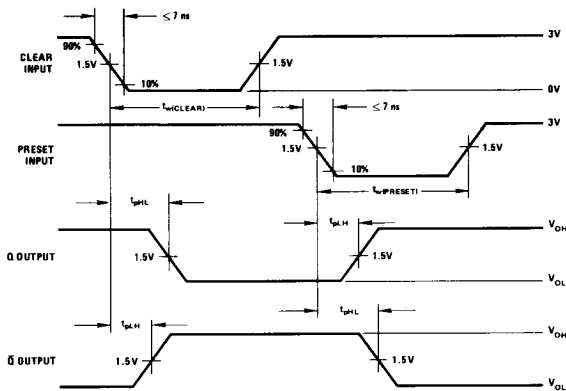 ≤ 7 ns
3V
90%
CLEAR
INPUT
1.5V
1.5V
10%
0V
tw(CLEAR)
≤ 7 ns
3V
90%
PRESET
INPUT
1.5V
1.5V
10%
tw(PRESET)
tpHL
tpLH
VOH
Q OUTPUT
1.5V
1.5V
VOL
tpLH
tpHL
VOH
Q̄ OUTPUT
1.5V
1.5V
VOL